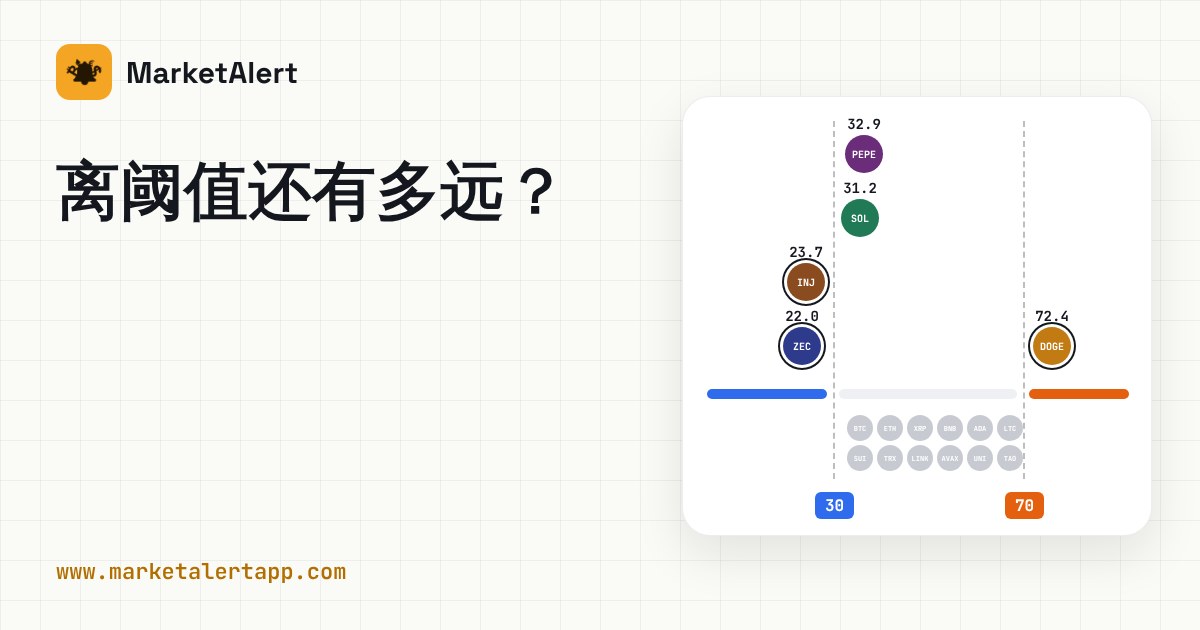 MarketAlert
离阈值还有多远？
32.9
PEPE
31.2
SOL
23.7
INJ
22.0
ZEC
72.4
DOGE
BTC ETH XRP BNB ADA LTC
SUI TRX LINK AVAX UNI TAO
30
70
www.marketalertapp.com